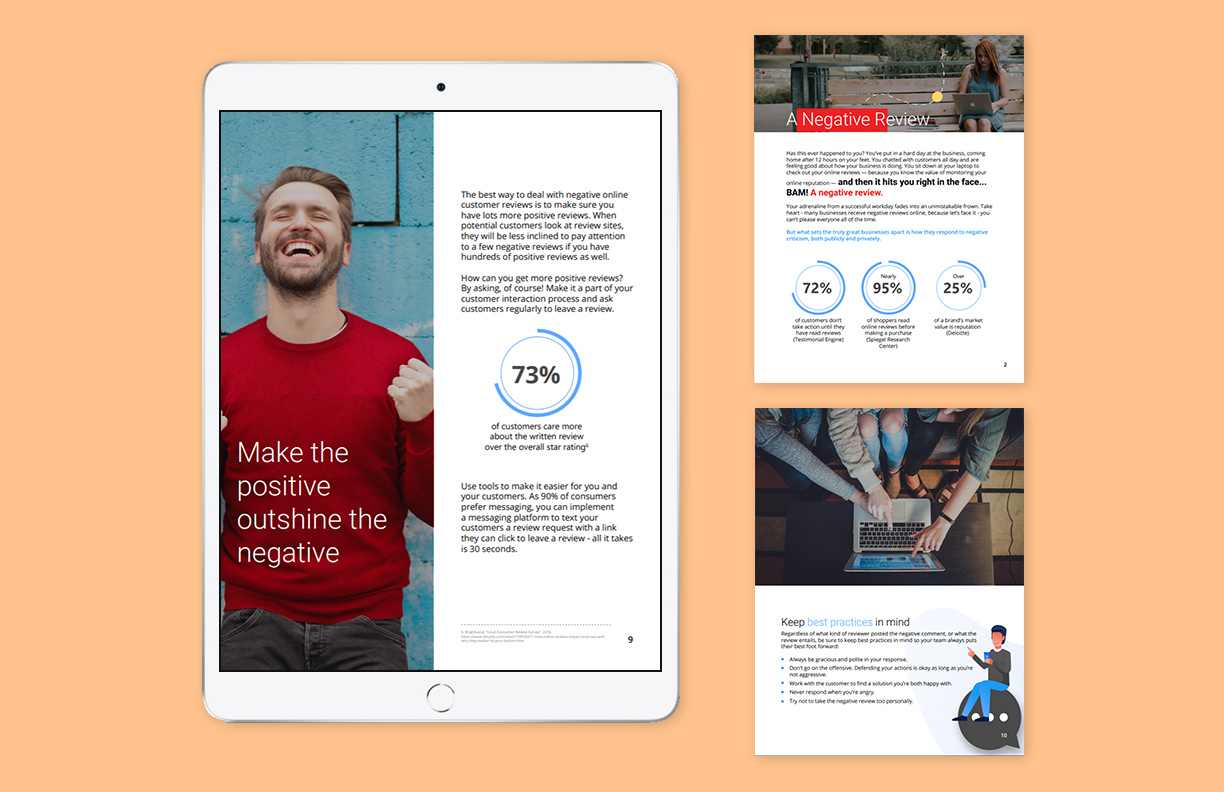 Make the
positive
outshine the
negative
The best way to deal with negative online
customer reviews is to make sure you
have lots more positive reviews. When
potential customers look at review sites,
they will be less inclined to pay attention
to a few negative reviews if you have
hundreds of positive reviews as well.
How can you get more positive reviews?
By asking, of course! Make it a part of your
customer interaction process and ask
customers regularly to leave a review.
73%
of customers care more
about the written review
over the overall star rating⁶
Use tools to make it easier for you and
your customers. As 90% of consumers
prefer messaging, you can implement
a messaging platform to text your
customers a review request with a link
they can click to leave a review - all it takes
is 30 seconds.
6. BrightLocal, "Local Consumer Review Survey", 2018.
9
A Negative Review
Has this ever happened to you? You've put in a hard day at the business, coming
home after 12 hours on your feet. You chatted with customers all day and are
feeling good about how your business is doing. You sit down at your laptop to
check out your online reviews — because you know the value of monitoring your
online reputation — and then it hits you right in the face...
BAM! A negative review.
Your adrenaline from a successful workday fades into an unmistakable frown. Take
heart - many businesses receive negative reviews online, because let's face it - you
can't please everyone all of the time.
But what sets the truly great businesses apart is how they respond to negative
criticism, both publicly and privately.
72%
of customers don't
take action until they
have read reviews
(Testimonial Engine)
Nearly
95%
of shoppers read
online reviews before
making a purchase
(Spiegel Research
Center)
Over
25%
of a brand's market
value is reputation
(Deloitte)
2
Keep best practices in mind
Regardless of what kind of reviewer posted the negative comment, or what the
review entails, be sure to keep best practices in mind so your team always puts
their best foot forward:
• Always be gracious and polite in your response.
• Don't go on the offensive. Defending your actions is okay as long as you're
not aggressive.
• Work with the customer to find a solution you're both happy with.
• Never respond when you're angry.
• Try not to take the negative review too personally.
10